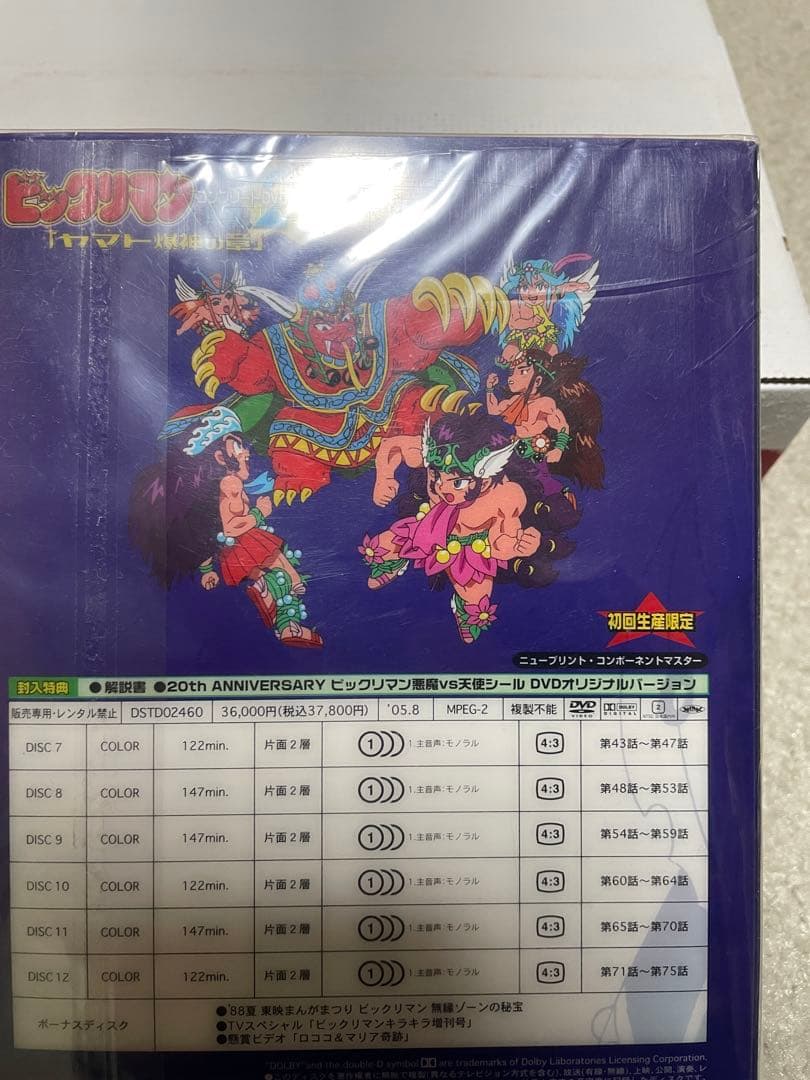 ビックリマン
「ヤマト爆神の章」
初回生産限定
ニュープリント・コンポーネントマスター
封入特典 ●解説書 ●20th ANNIVERSARY ビックリマン悪魔vs天使シール DVDオリジナルバージョン
販売専用・レンタル禁止 DSTD02460 36,000円(税込37,800円) '05.8 MPEG-2 複製不能 DVD VIDEO DOLBY DIGITAL 2
DISC 7 COLOR 122min. 片面2層 1 1.主音声:モノラル 4:3 第43話〜第47話
DISC 8 COLOR 147min. 片面2層 1 1.主音声:モノラル 4:3 第48話〜第53話
DISC 9 COLOR 147min. 片面2層 1 1.主音声:モノラル 4:3 第54話〜第59話
DISC 10 COLOR 122min. 片面2層 1 1.主音声:モノラル 4:3 第60話〜第64話
DISC 11 COLOR 147min. 片面2層 1 1.主音声:モノラル 4:3 第65話〜第70話
DISC 12 COLOR 122min. 片面2層 1 1.主音声:モノラル 4:3 第71話〜第75話
ボーナスディスク
●'88夏 東映まんがまつり ビックリマン 無縁ゾーンの秘宝
●TVスペシャル「ビックリマンキラキラ増刊号」
●懸賞ビデオ「ロココ&マリア奇跡」
"DOLBY"and the double-D symbol are trademarks of Dolby Laboratories Licensing Corporation.